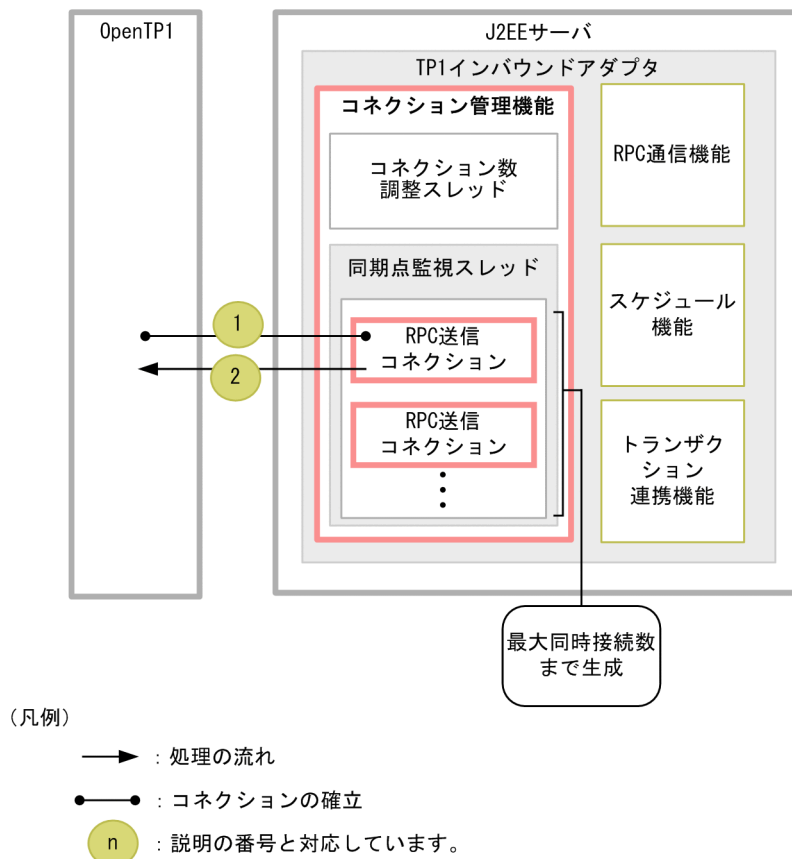 OpenTP1
J2EEサーバ
TP1インバウンドアダプタ
コネクション管理機能
コネクション数
調整スレッド
RPC通信機能
同期点監視スレッド
スケジュール
機能
1
RPC送信
コネクション
2
RPC送信
コネクション
トランザク
ション
連携機能
最大同時接続数
まで生成
（凡例）
：処理の流れ
：コネクションの確立
n
：説明の番号と対応しています。